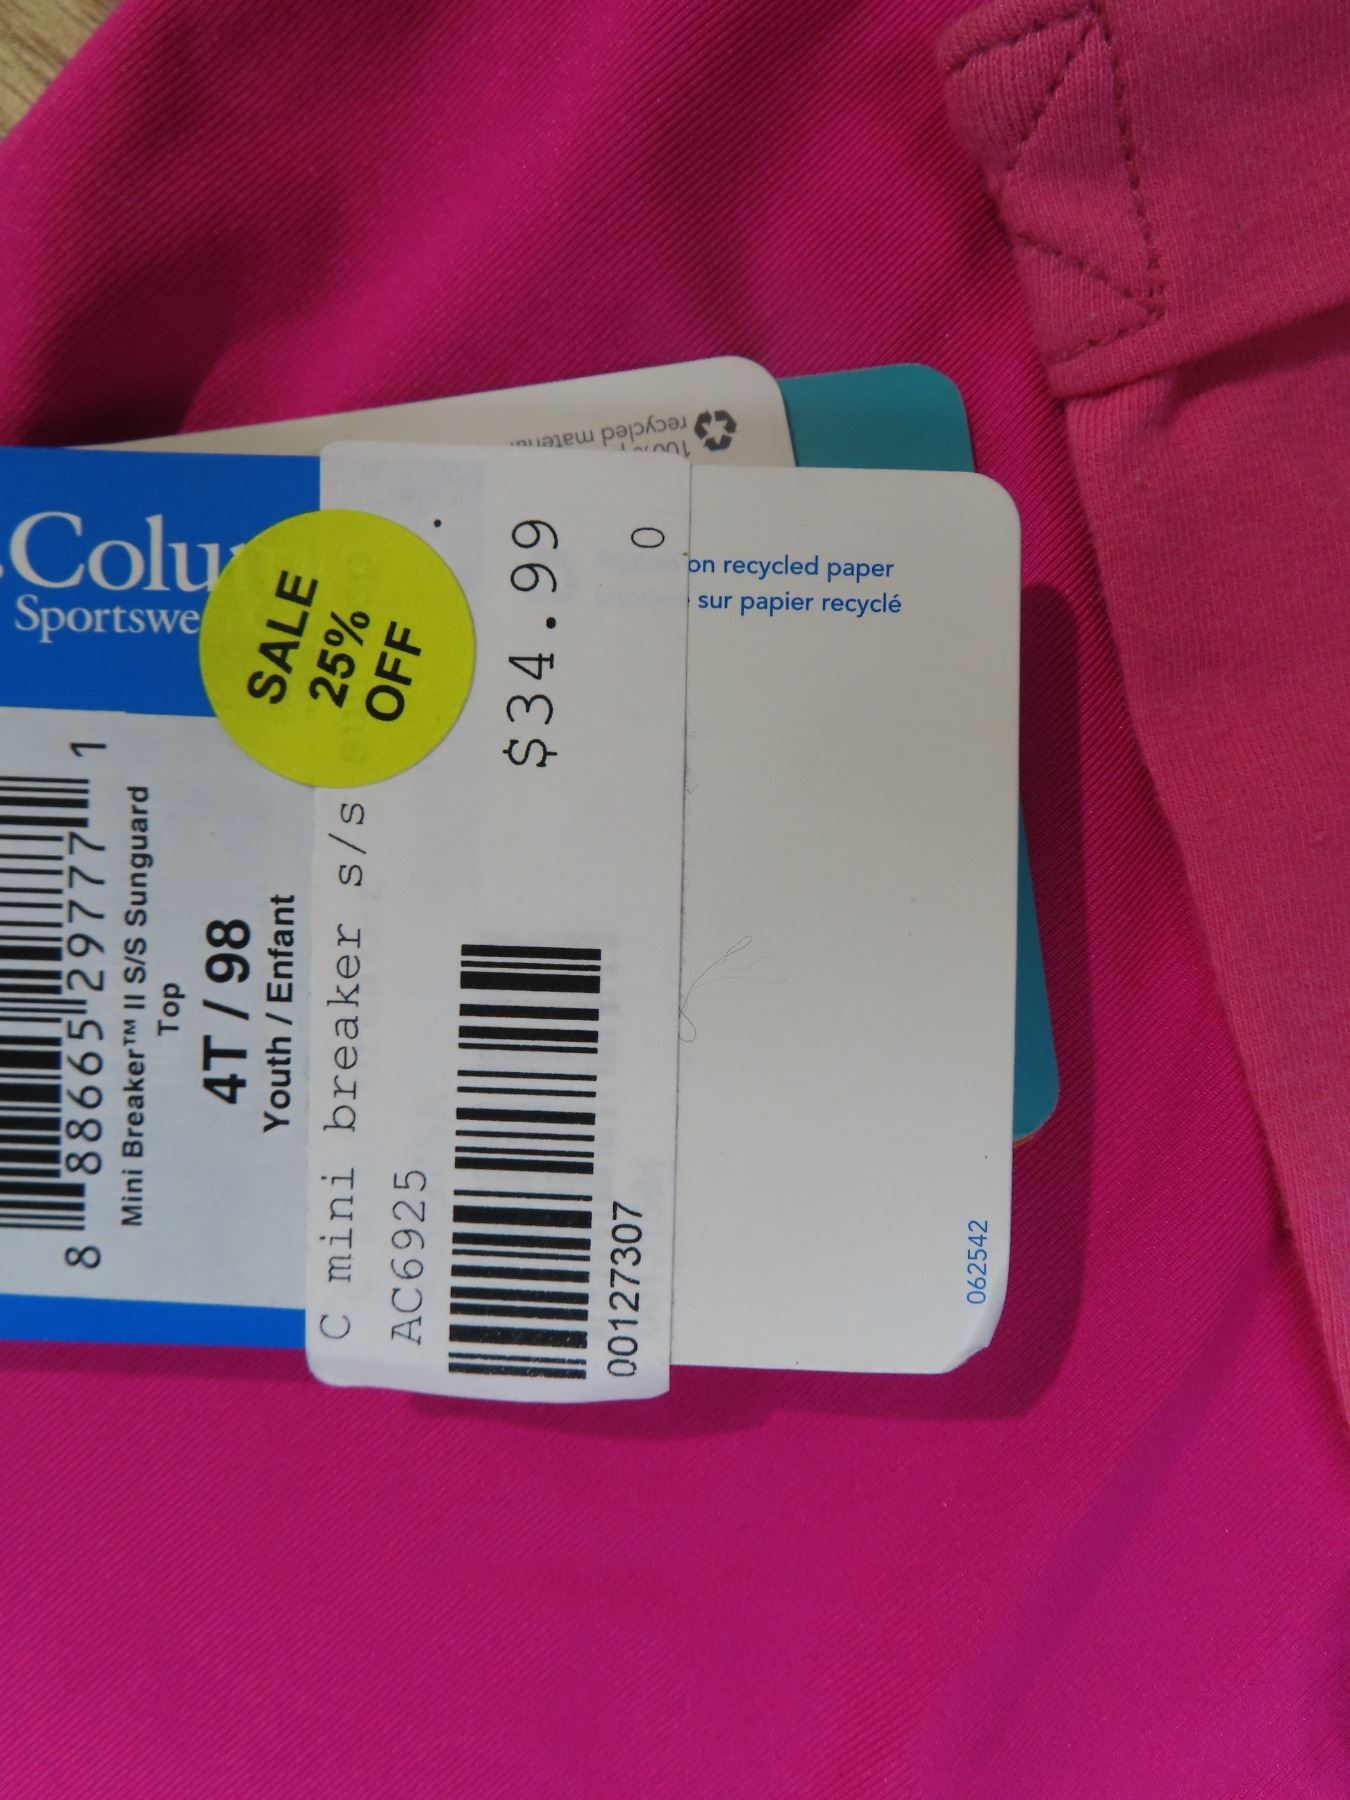 Colu
Sportswe
SALE
25%
OFF
8 88665 29777 1
Mini Breaker™ II S/S Sunguard
Top
4T / 98
Youth / Enfant
C mini breaker s/s
AC6925
$34.99
0
00127307
recycled material
on recycled paper
sur papier recyclé
062542